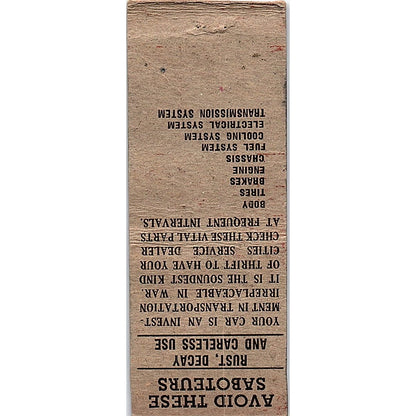 AVOID THESE
SABOTEURS
RUST, DECAY
AND CARELESS USE
YOUR CAR IS AN INVEST-
MENT IN TRANSPORTATION
IRREPLACEABLE IN WAR.
IT IS THE SOUNDEST KIND
OF THRIFT TO HAVE YOUR
CITIES SERVICE DEALER
CHECK THESE VITAL PARTS
AT FREQUENT INTERVALS.
BODY
TIRES
BRAKES
ENGINE
CHASSIS
FUEL SYSTEM
COOLING SYSTEM
ELECTRICAL SYSTEM
TRANSMISSION SYSTEM